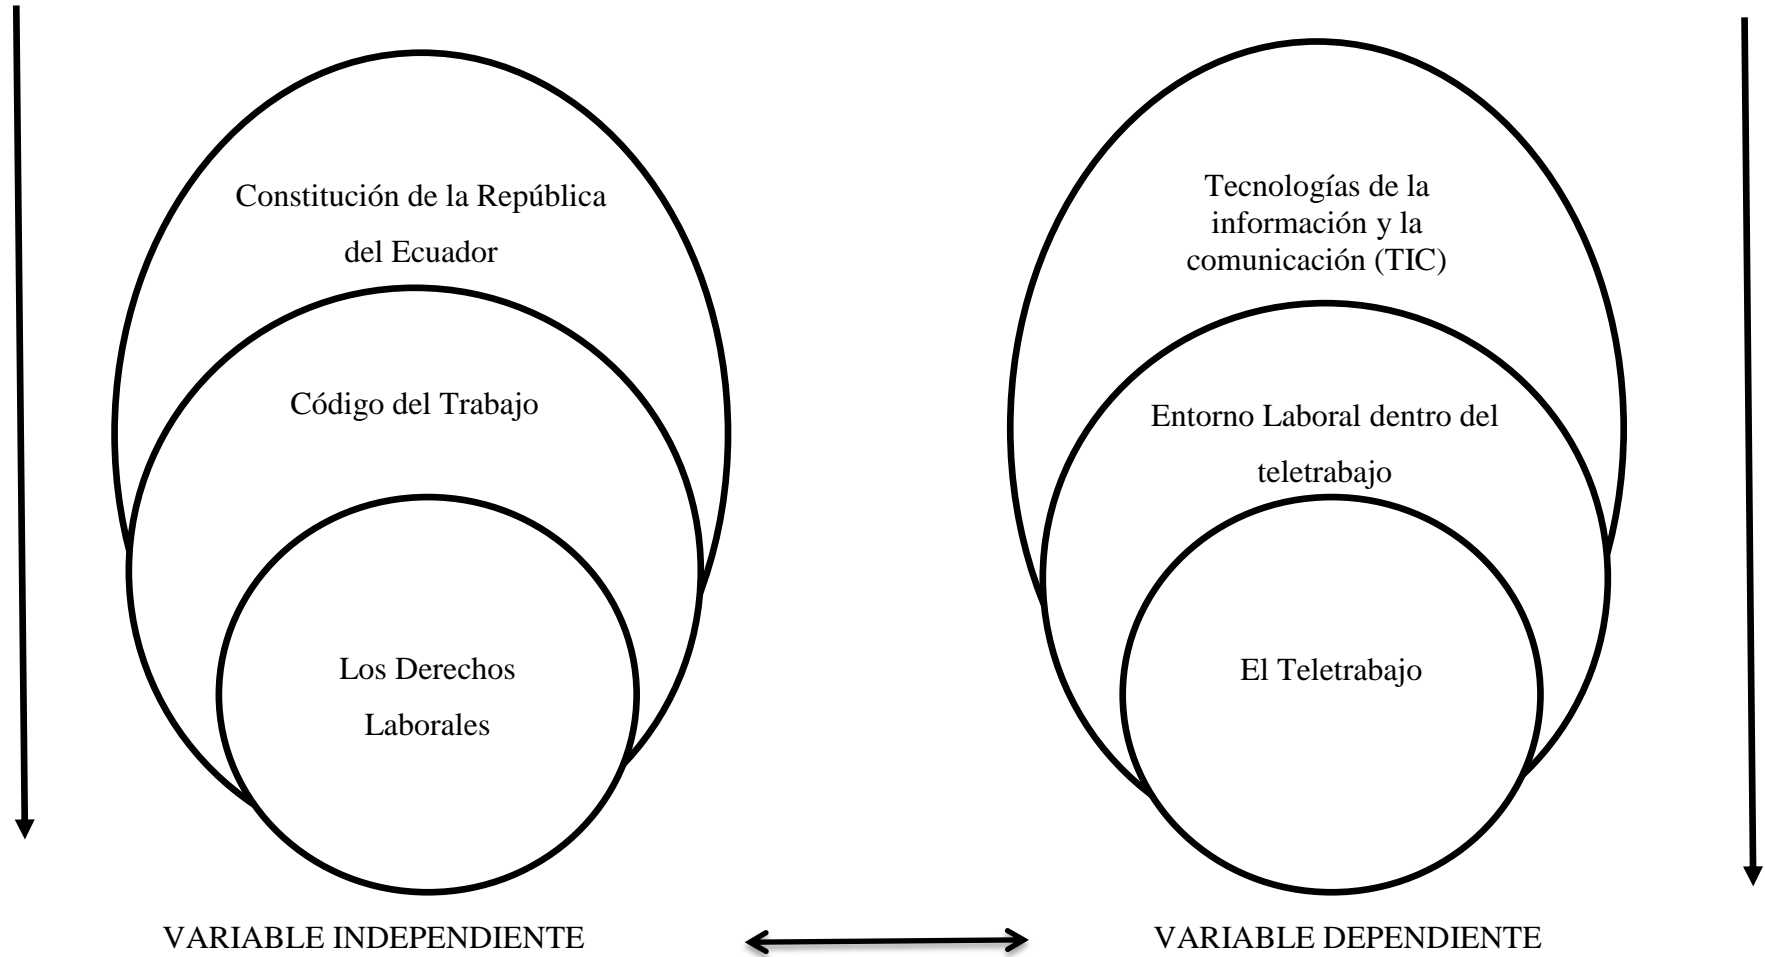 Constitución de la República
del Ecuador
Código del Trabajo
Los Derechos
Laborales
VARIABLE INDEPENDIENTE
Tecnologías de la
información y la
comunicación (TIC)
Entorno Laboral dentro del
teletrabajo
El Teletrabajo
VARIABLE DEPENDIENTE